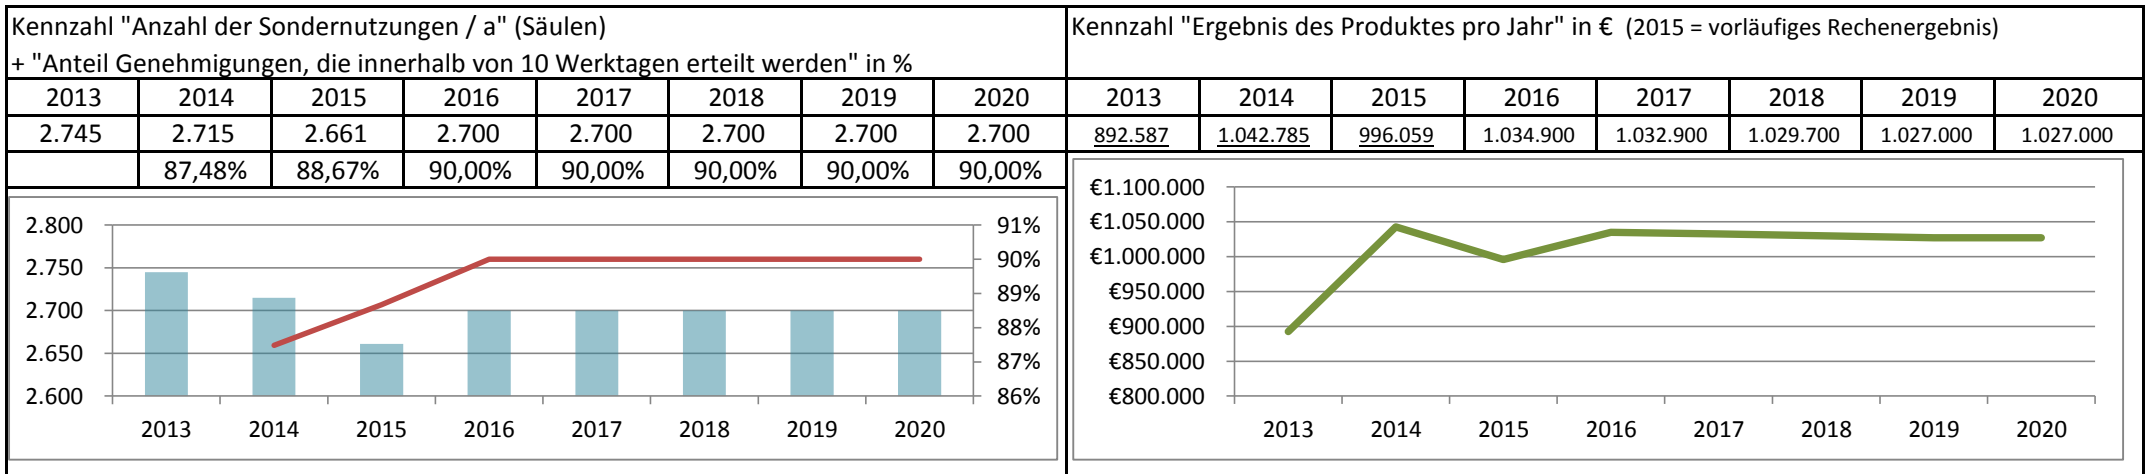 Kennzahl "Anzahl der Sondernutzungen / a" (Säulen)
+ "Anteil Genehmigungen, die innerhalb von 10 Werktagen erteilt werden" in %
2013 2014 2015 2016 2017 2018 2019 2020
2.745 2.715 2.661 2.700 2.700 2.700 2.700 2.700
87,48% 88,67% 90,00% 90,00% 90,00% 90,00% 90,00%
2.800
2.750
2.700
2.650
2.600
91%
90%
89%
88%
87%
86%
2013 2014 2015 2016 2017 2018 2019 2020
Kennzahl "Ergebnis des Produktes pro Jahr" in € (2015 = vorläufiges Rechenergebnis)
2013 2014 2015 2016 2017 2018 2019 2020
892.587 1.042.785 996.059 1.034.900 1.032.900 1.029.700 1.027.000 1.027.000
€1.100.000
€1.050.000
€1.000.000
€950.000
€900.000
€850.000
€800.000
2013 2014 2015 2016 2017 2018 2019 2020